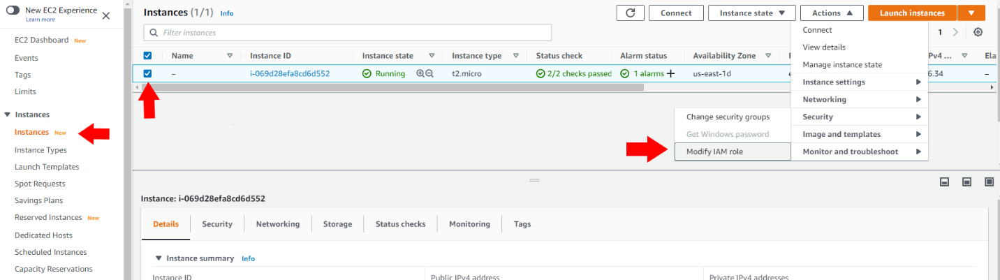 New EC2 Experience
Learn more
EC2 Dashboard New
Events
Tags
Limits
Instances
Instances New
Instance Types
Launch Templates
Spot Requests
Savings Plans
Reserved Instances New
Dedicated Hosts
Scheduled Instances
Capacity Reservations
Instances (1/1) Info
Connect
Instance state
Actions
Launch instances
Filter instances
1
Name Instance ID Instance state Instance type Status check Alarm status Availability Zone Pv4 ... Ela
– i-069d28efa8cd6d552 Running t2.micro 2/2 checks passed 1 alarms + us-east-1d 6.34 –
Connect
View details
Manage instance state
Instance settings
Networking
Security
Image and templates
Monitor and troubleshoot
Change security groups
Get Windows password
Modify IAM role
Instance: i-069d28efa8cd6d552
Details Security Networking Storage Status checks Monitoring Tags
Instance summary Info
Instance ID Public IPv4 address Private IPv4 addresses